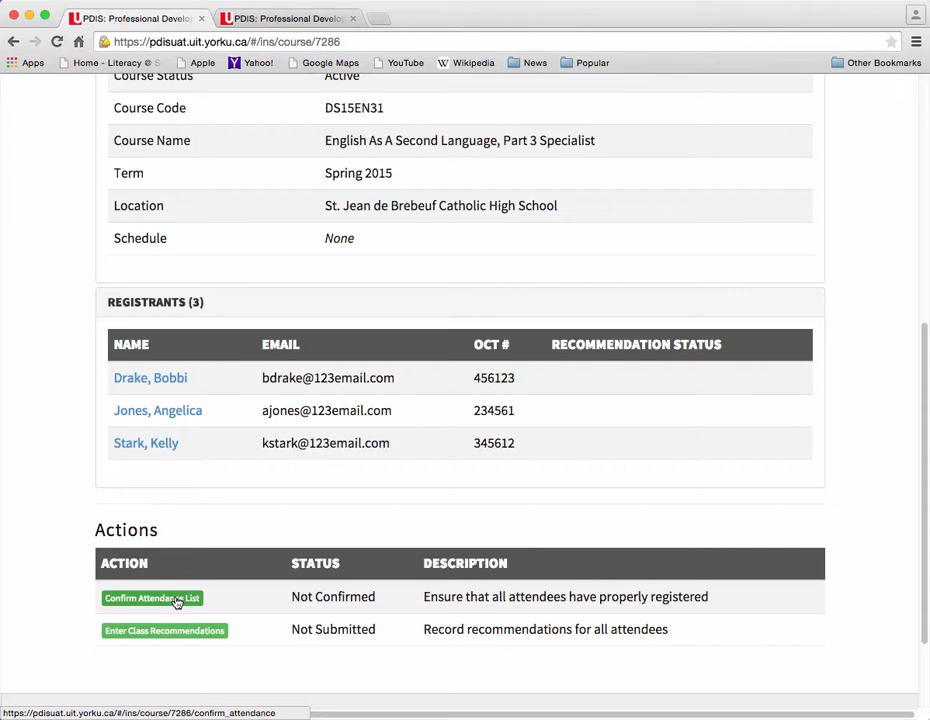 PDIS: Professional Develop
PDIS: Professional Develop
https://pdisuat.uit.yorku.ca/#/ins/course/7286
Apps
Home - Literacy @ S
Apple
Yahoo!
Google Maps
YouTube
Wikipedia
News
Popular
Other Bookmarks
Course Status Active
Course Code DS15EN31
Course Name English As A Second Language, Part 3 Specialist
Term Spring 2015
Location St. Jean de Brebeuf Catholic High School
Schedule None
REGISTRANTS (3)
NAME EMAIL OCT # RECOMMENDATION STATUS
Drake, Bobbi bdrake@123email.com 456123
Jones, Angelica ajones@123email.com 234561
Stark, Kelly kstark@123email.com 345612
Actions
ACTION STATUS DESCRIPTION
Confirm Attendance List Not Confirmed Ensure that all attendees have properly registered
Enter Class Recommendations Not Submitted Record recommendations for all attendees
https://pdisuat.uit.yorku.ca/#/ins/course/7286/confirm_attendance